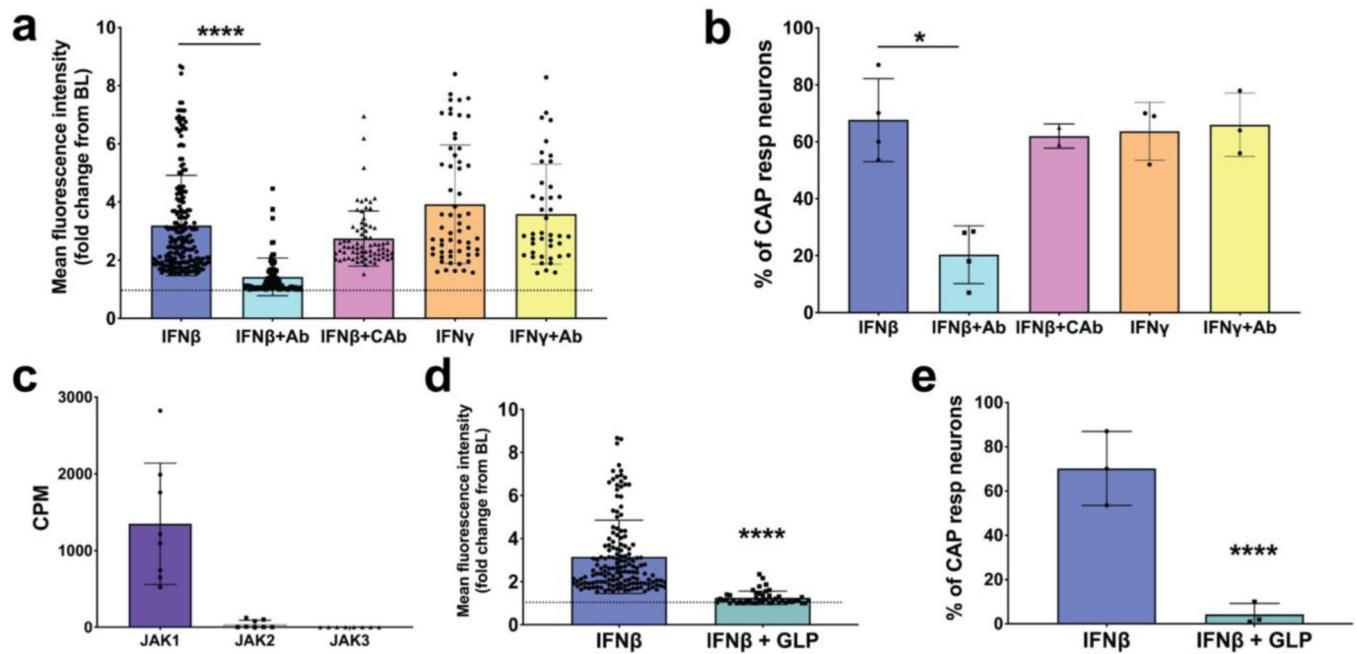 a
Mean fluorescence intensity
(fold change from BL)
10
8
6
4
2
0
****
IFNβ IFNβ+Ab IFNβ+CAb IFNγ IFNγ+Ab
b
% of CAP resp neurons
100
80
60
40
20
0
*
IFNβ IFNβ+Ab IFNβ+CAb IFNγ IFNγ+Ab
c
CPM
3000
2000
1000
0
JAK1 JAK2 JAK3
d
Mean fluorescence intensity
(fold change from BL)
10
8
6
4
2
0
****
IFNβ IFNβ + GLP
e
% of CAP resp neurons
100
80
60
40
20
0
****
IFNβ IFNβ + GLP